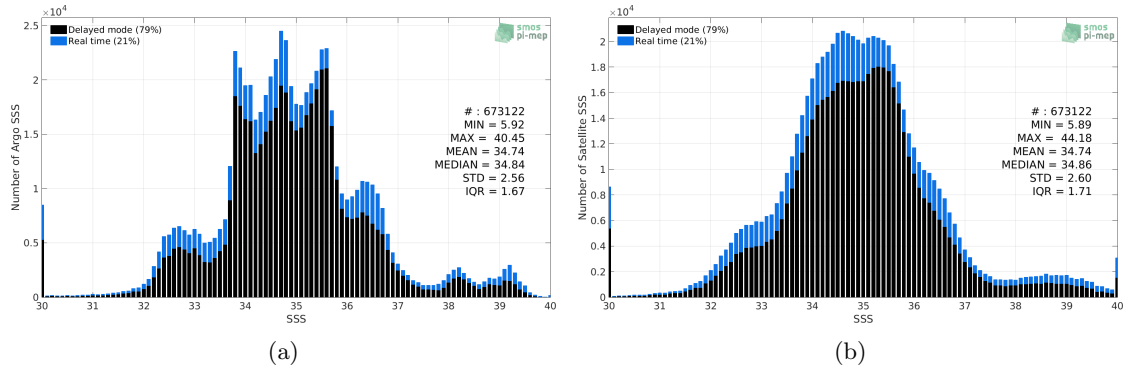 ×10⁴
2.5
2
1.5
1
0.5
0
Number of Argo SSS
Delayed mode (79%)
Real time (21%)
smos
pi-mep
# : 673122
MIN = 5.92
MAX = 40.45
MEAN = 34.74
MEDIAN = 34.84
STD = 2.56
IQR = 1.67
30 31 32 33 34 35 36 37 38 39 40
SSS
(a)
×10⁴
2
1.8
1.6
1.4
1.2
1
0.8
0.6
0.4
0.2
0
Number of Satellite SSS
Delayed mode (79%)
Real time (21%)
smos
pi-mep
# : 673122
MIN = 5.89
MAX = 44.18
MEAN = 34.74
MEDIAN = 34.86
STD = 2.60
IQR = 1.71
30 31 32 33 34 35 36 37 38 39 40
SSS
(b)